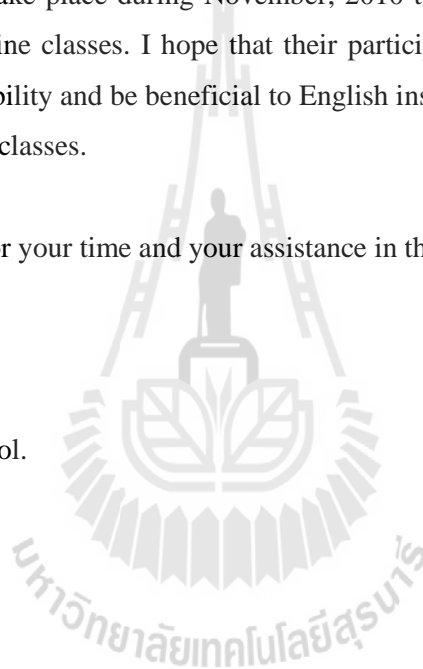 ake place during November, 2010 t
ine classes. I hope that their partici
bility and be beneficial to English ins
classes.
or your time and your assistance in th
ol.
มหาวิทยาลัยเทคโนโลยีสุรนารี